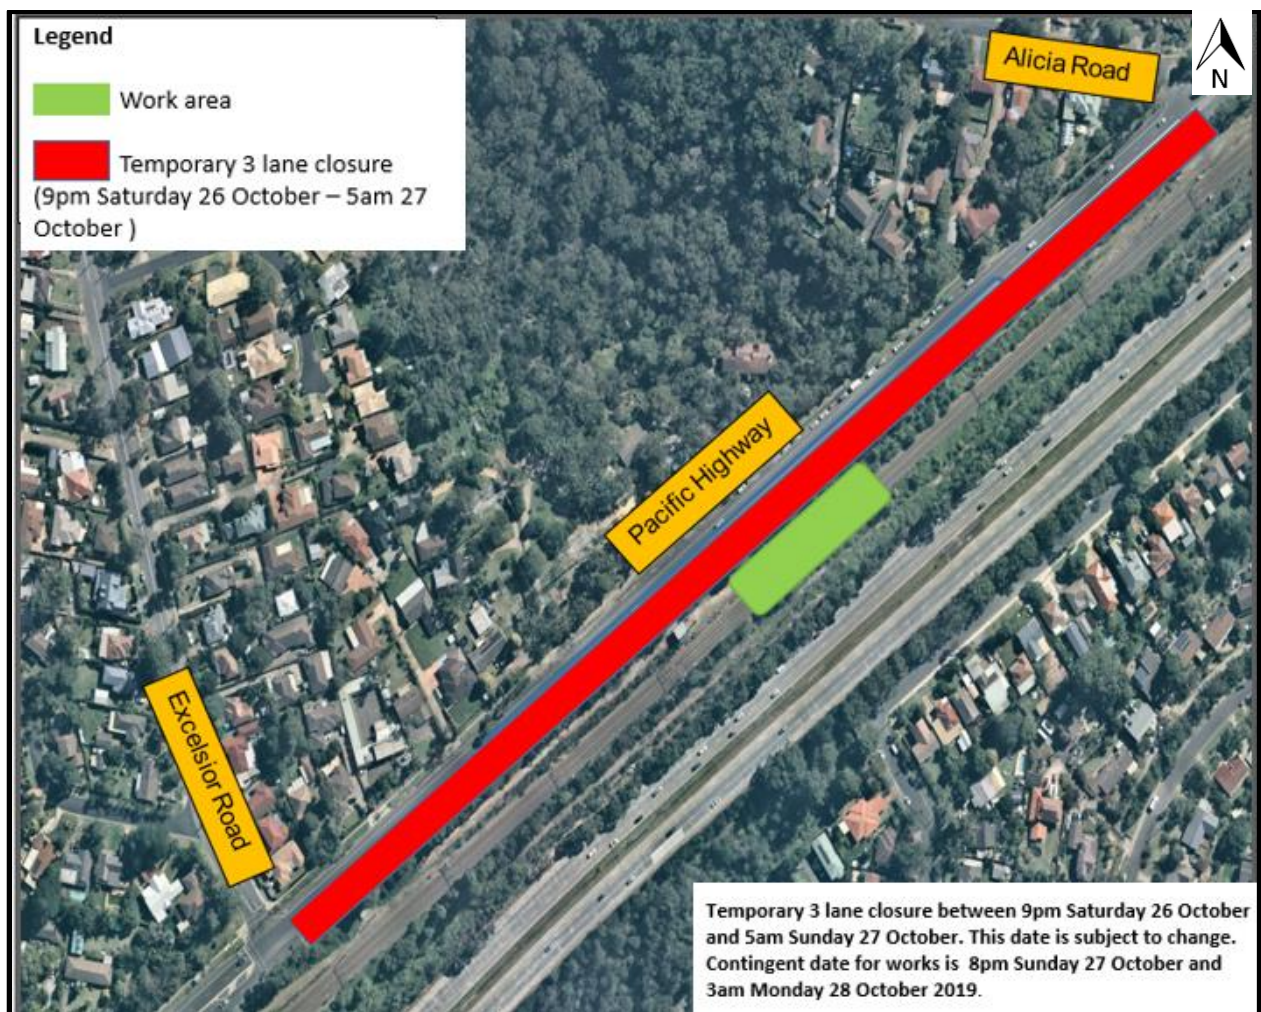 Legend
Work area
Temporary 3 lane closure
(9pm Saturday 26 October – 5am 27
October )
Alicia Road
N
Pacific Highway
Excelsior Road
Temporary 3 lane closure between 9pm Saturday 26 October
and 5am Sunday 27 October. This date is subject to change.
Contingent date for works is 8pm Sunday 27 October and
3am Monday 28 October 2019.